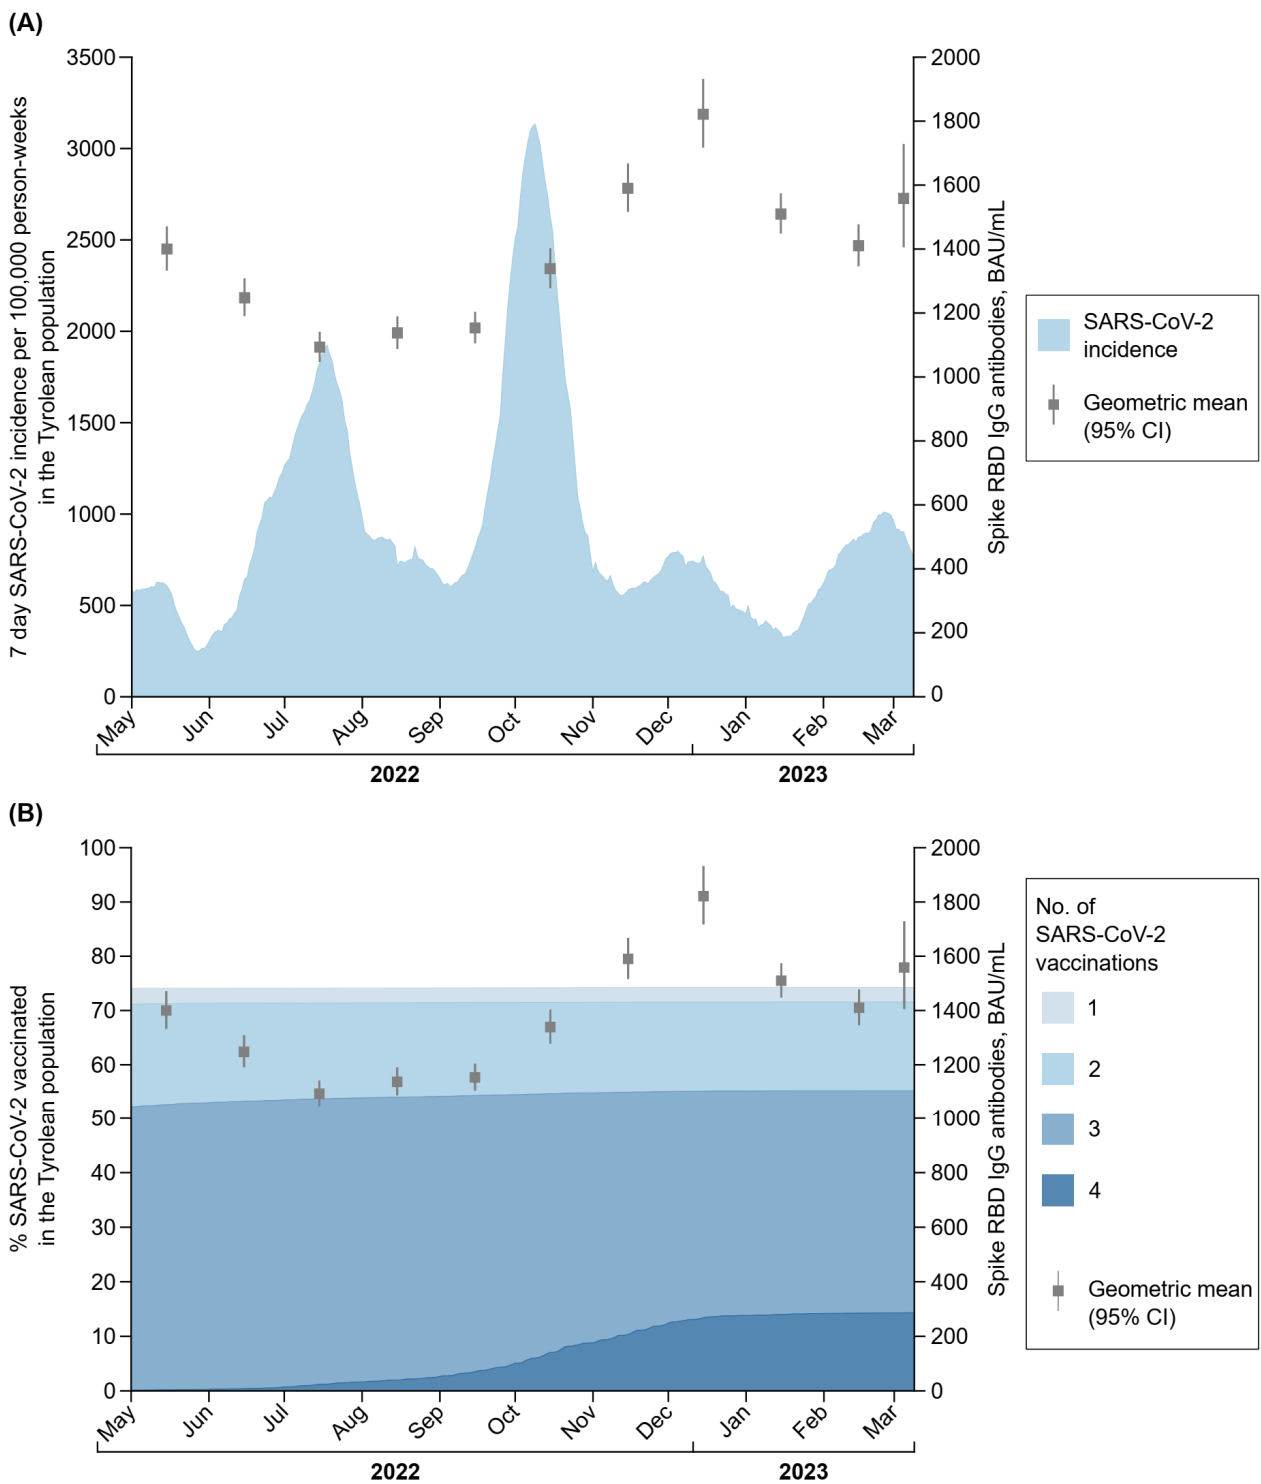 (A)
7 day SARS-CoV-2 incidence per 100,000 person-weeks
in the Tyrolean population
3500
3000
2500
2000
1500
1000
500
0
2000
1800
1600
1400
1200
1000
800
600
400
200
0
Spike RBD IgG antibodies, BAU/mL
May
Jun
Jul
Aug
Sep
Oct
Nov
Dec
Jan
Feb
Mar
2022
2023
SARS-CoV-2
incidence
Geometric mean
(95% CI)
(B)
% SARS-CoV-2 vaccinated
in the Tyrolean population
100
90
80
70
60
50
40
30
20
10
0
2000
1800
1600
1400
1200
1000
800
600
400
200
0
Spike RBD IgG antibodies, BAU/mL
May
Jun
Jul
Aug
Sep
Oct
Nov
Dec
Jan
Feb
Mar
2022
2023
No. of
SARS-CoV-2
vaccinations
1
2
3
4
Geometric mean
(95% CI)